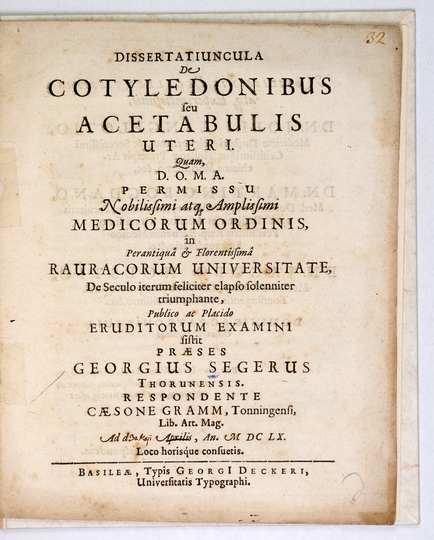 32
DISSERTATIUNCULA
De
COTYLEDONIBUS
seu
ACETABULIS
UTERI.
Quam,
D. O. M. A.
PERMISSU
Nobilissimi atq; Amplissimi
MEDICORUM ORDINIS,
in
Perantiquâ & Florentissimâ
RAURACORUM UNIVERSITATE,
De Seculo iterum feliciter elapso solenniter
triumphante,
Publico ac Placido
ERUDITORUM EXAMINI
sistit
PRÆSES
GEORGIUS SEGERUS
THORUNENSIS.
RESPONDENTE
CÆSONE GRAMM, Tonningensi,
Lib. Art. Mag.
Ad d. Aprilis, An. M DC LX.
Loco horisque consuetis.
BASILEÆ, Typis GEORGI DECKERI,
Universitatis Typographi.